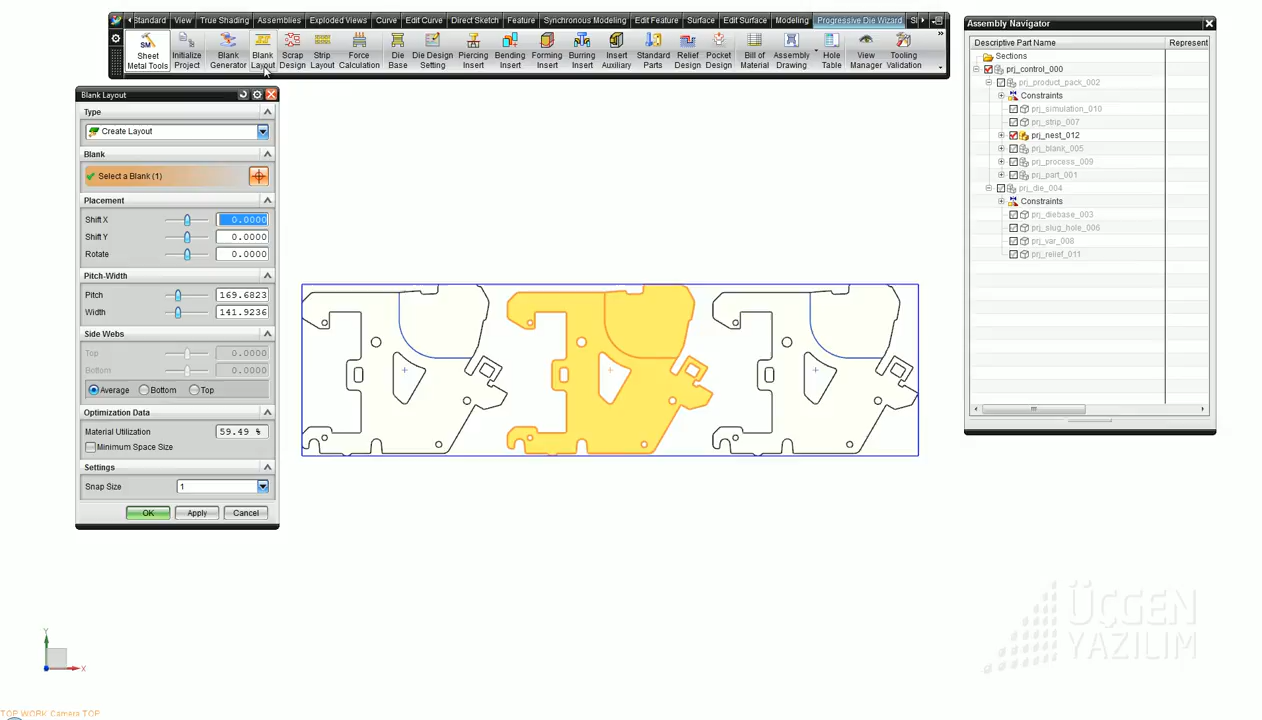 Standard View True Shading Assemblies Exploded Views Curve Edit Curve Direct Sketch Feature Synchronous Modeling Edit Feature Surface Edit Surface Modeling Progressive Die Wizard
SM
Sheet Metal Tools
Initialize Project
Blank Generator
Blank Layout
Scrap Design
Strip Layout
Force Calculation
Die Base
Die Design Setting
Piercing Insert
Bending Insert
Forming Insert
Burring Insert
Insert Auxiliary
Standard Parts
Relief Design
Pocket Design
Bill of Material
Assembly Drawing
Hole Table
View Manager
Tooling Validation
Blank Layout
Type
Create Layout
Blank
Select a Blank (1)
Placement
Shift X 0.0000
Shift Y 0.0000
Rotate 0.0000
Pitch-Width
Pitch 169.6823
Width 141.9236
Side Webs
Top 0.0000
Bottom 0.0000
Average Bottom Top
Optimization Data
Material Utilization 59.49 %
Minimum Space Size
Settings
Snap Size 1
OK Apply Cancel
Assembly Navigator
Descriptive Part Name Represent
Sections
prj_control_000
prj_product_pack_002
Constraints
prj_simulation_010
prj_strip_007
prj_nest_012
prj_blank_005
prj_process_009
prj_part_001
prj_die_004
Constraints
prj_diebase_003
prj_slug_hole_006
prj_var_008
prj_relief_011
ÜÇGEN
YAZILIM
Y
X
TOP WORK Camera TOP